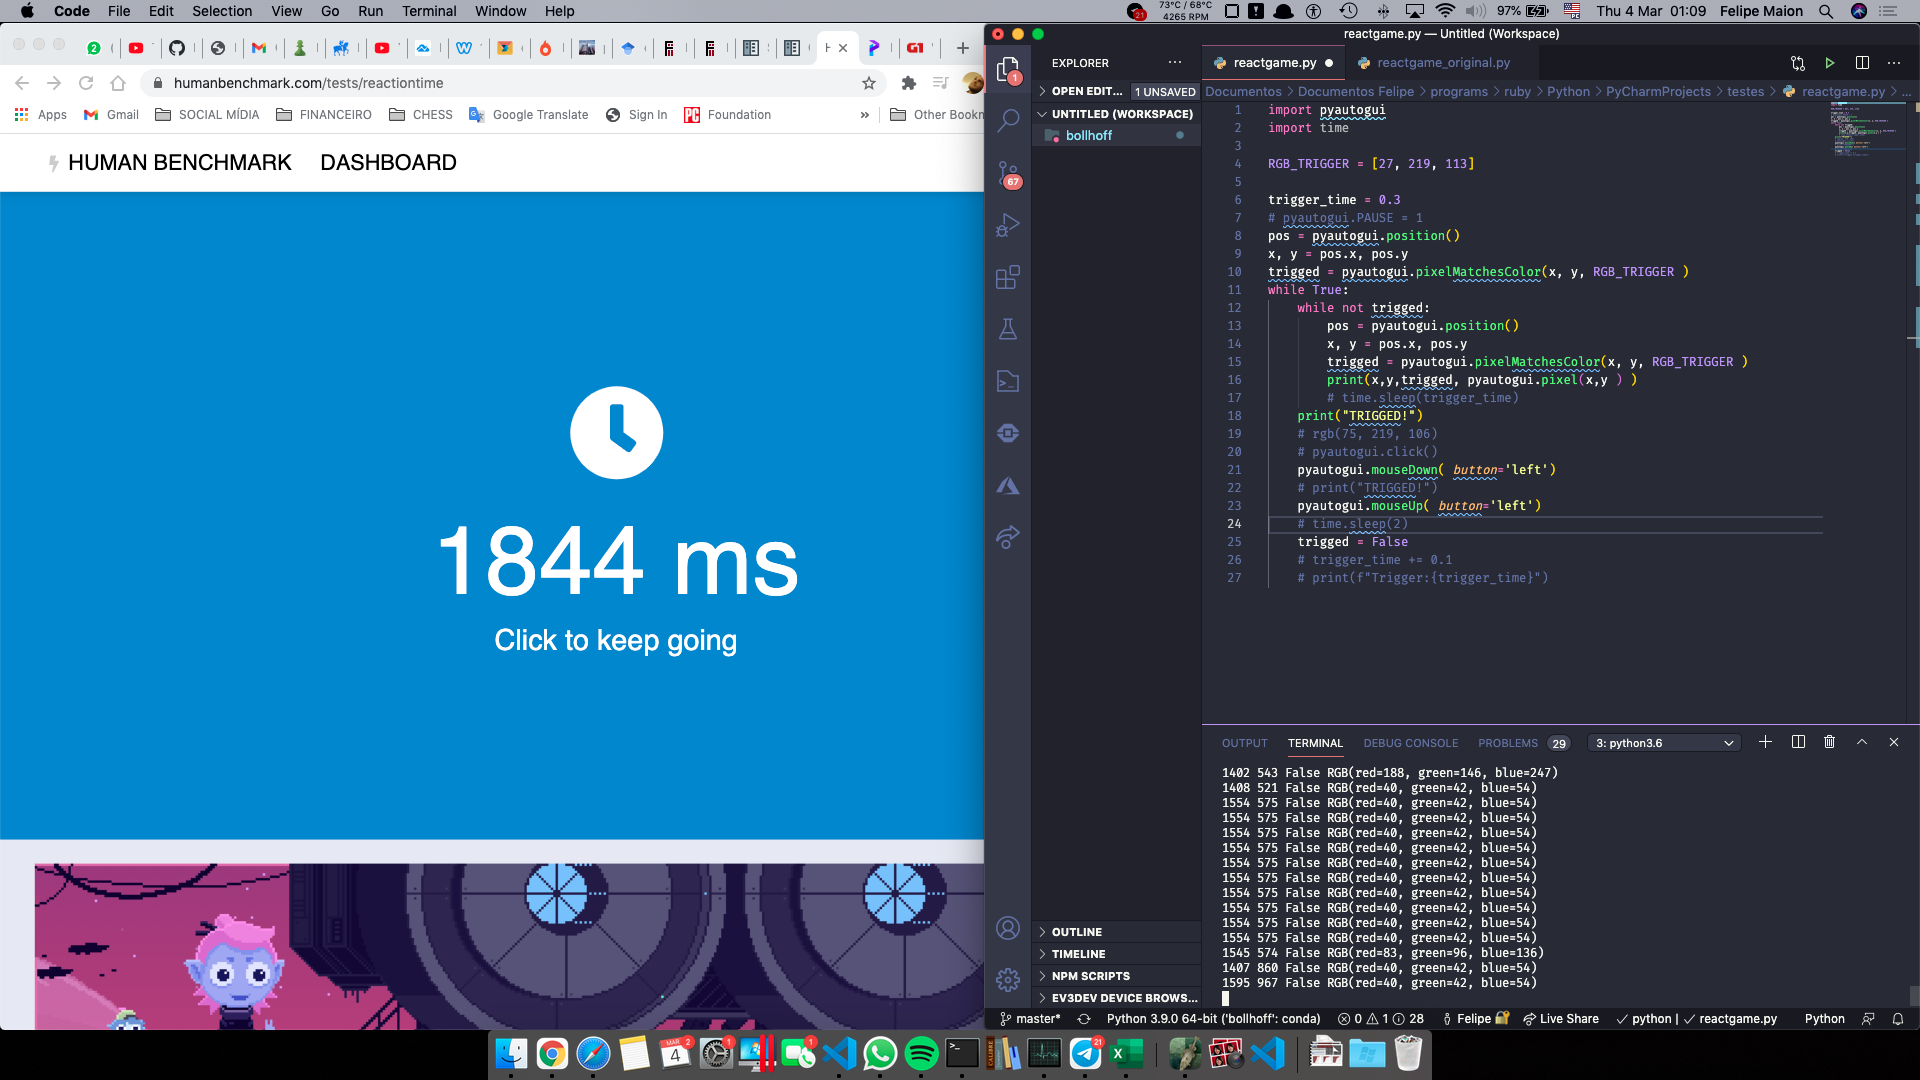 Code File Edit Selection View Go Run Terminal Window Help
21 73°C / 68°C 4265 RPM 97% Thu 4 Mar 01:09 Felipe Maion
humanbenchmark.com/tests/reactiontime
Apps Gmail SOCIAL MÍDIA FINANCEIRO CHESS Google Translate Sign In Foundation » Other Bookn
HUMAN BENCHMARK DASHBOARD
1844 ms
Click to keep going
reactgame.py — Untitled (Workspace)
EXPLORER ···
1
67
OPEN EDIT... 1 UNSAVED
UNTITLED (WORKSPACE)
bollhoff
OUTLINE
TIMELINE
NPM SCRIPTS
EV3DEV DEVICE BROWS...
reactgame.py reactgame_original.py ···
Documentos > Documentos Felipe > programs > ruby > Python > PyCharmProjects > testes > reactgame.py > ...
1 import pyautogui
2 import time
3
4 RGB_TRIGGER = [27, 219, 113]
5
6 trigger_time = 0.3
7 # pyautogui.PAUSE = 1
8 pos = pyautogui.position()
9 x, y = pos.x, pos.y
10 trigged = pyautogui.pixelMatchesColor(x, y, RGB_TRIGGER )
11 while True:
12 while not trigged:
13 pos = pyautogui.position()
14 x, y = pos.x, pos.y
15 trigged = pyautogui.pixelMatchesColor(x, y, RGB_TRIGGER )
16 print(x,y,trigged, pyautogui.pixel(x,y ) )
17 # time.sleep(trigger_time)
18 print("TRIGGED!")
19 # rgb(75, 219, 106)
20 # pyautogui.click()
21 pyautogui.mouseDown( button='left')
22 # print("TRIGGED!")
23 pyautogui.mouseUp( button='left')
24 # time.sleep(2)
25 trigged = False
26 # trigger_time += 0.1
27 # print(f"Trigger:{trigger_time}")
OUTPUT TERMINAL DEBUG CONSOLE PROBLEMS 29 3: python3.6
1402 543 False RGB(red=188, green=146, blue=247)
1408 521 False RGB(red=40, green=42, blue=54)
1554 575 False RGB(red=40, green=42, blue=54)
1554 575 False RGB(red=40, green=42, blue=54)
1554 575 False RGB(red=40, green=42, blue=54)
1554 575 False RGB(red=40, green=42, blue=54)
1554 575 False RGB(red=40, green=42, blue=54)
1554 575 False RGB(red=40, green=42, blue=54)
1554 575 False RGB(red=40, green=42, blue=54)
1554 575 False RGB(red=40, green=42, blue=54)
1554 575 False RGB(red=40, green=42, blue=54)
1554 575 False RGB(red=40, green=42, blue=54)
1545 574 False RGB(red=83, green=96, blue=136)
1407 860 False RGB(red=40, green=42, blue=54)
1595 967 False RGB(red=40, green=42, blue=54)
master* Python 3.9.0 64-bit ('bollhoff': conda) 0 1 28 Felipe Live Share python | reactgame.py Python